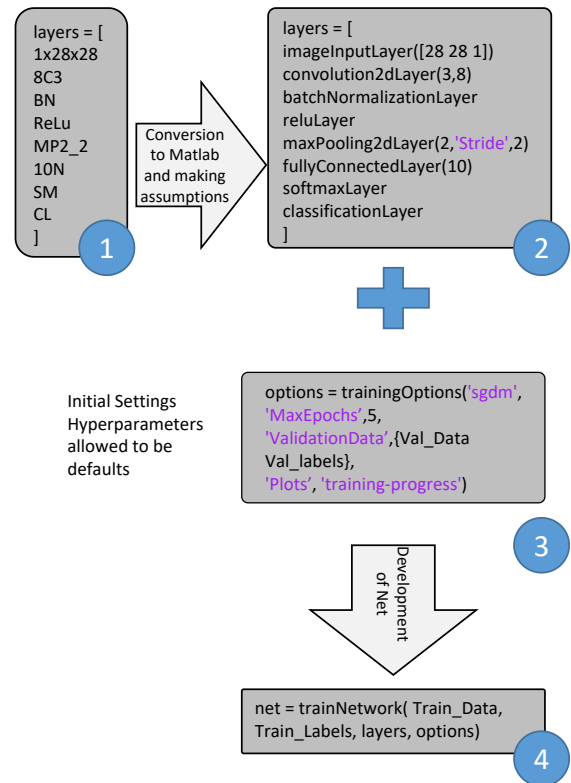 layers = [
1x28x28
8C3
BN
ReLu
MP2_2
10N
SM
CL
]
1
Conversion
to Matlab
and making
assumptions
layers = [
imageInputLayer([28 28 1])
convolution2dLayer(3,8)
batchNormalizationLayer
reluLayer
maxPooling2dLayer(2,'Stride',2)
fullyConnectedLayer(10)
softmaxLayer
classificationLayer
]
2
Initial Settings
Hyperparameters
allowed to be
defaults
options = trainingOptions('sgdm',
'MaxEpochs’,5,
'ValidationData’,{Val_Data
Val_labels},
'Plots’, 'training-progress')
3
Development
of Net
net = trainNetwork( Train_Data,
Train_Labels, layers, options)
4